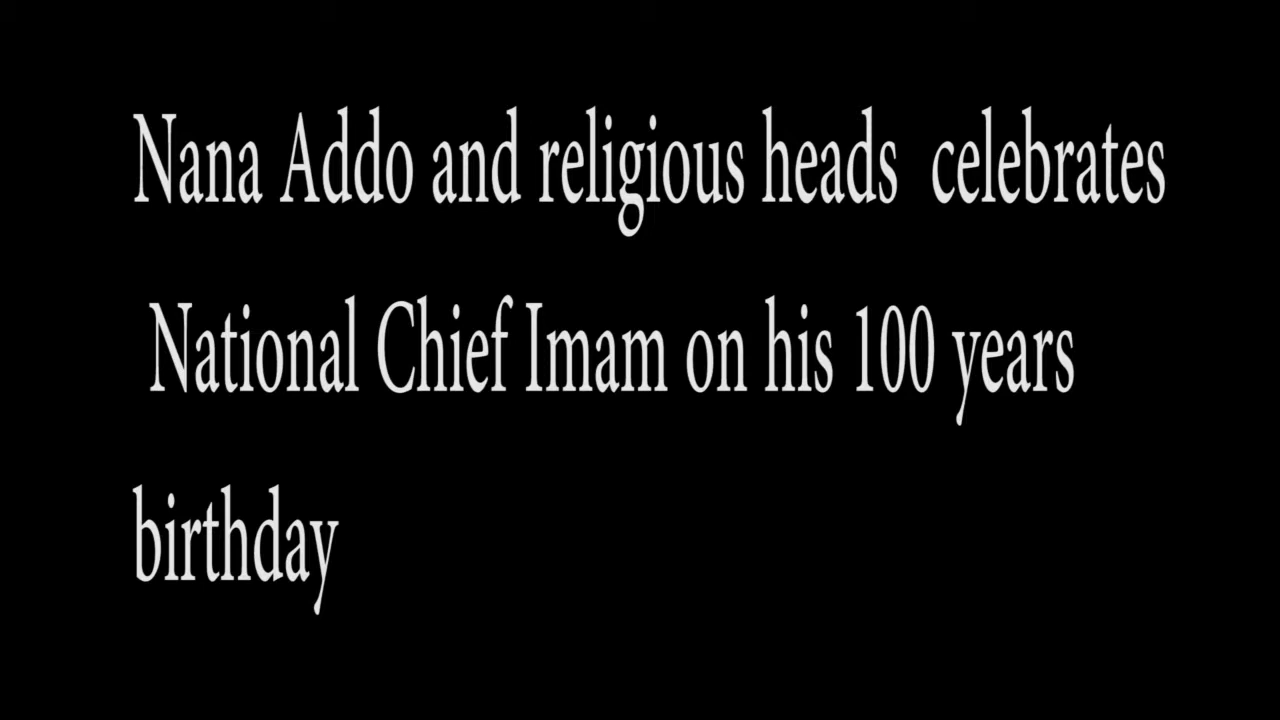 Nana Addo and religious heads  celebrates
National Chief Imam on his 100 years
birthday